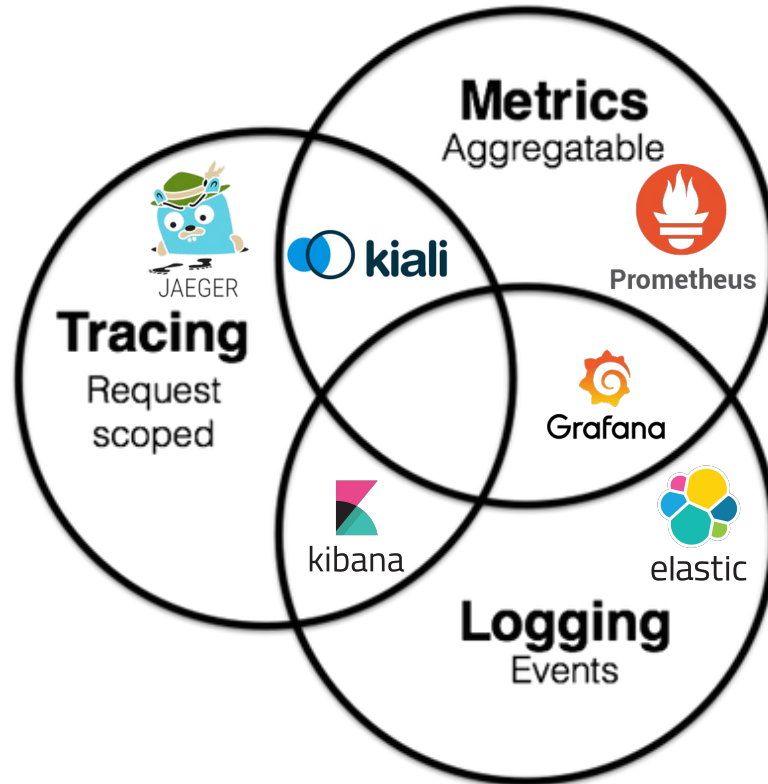 Metrics
Aggregatable
Prometheus
kiali
JAEGER
Tracing
Request
scoped
Grafana
kibana
elastic
Logging
Events